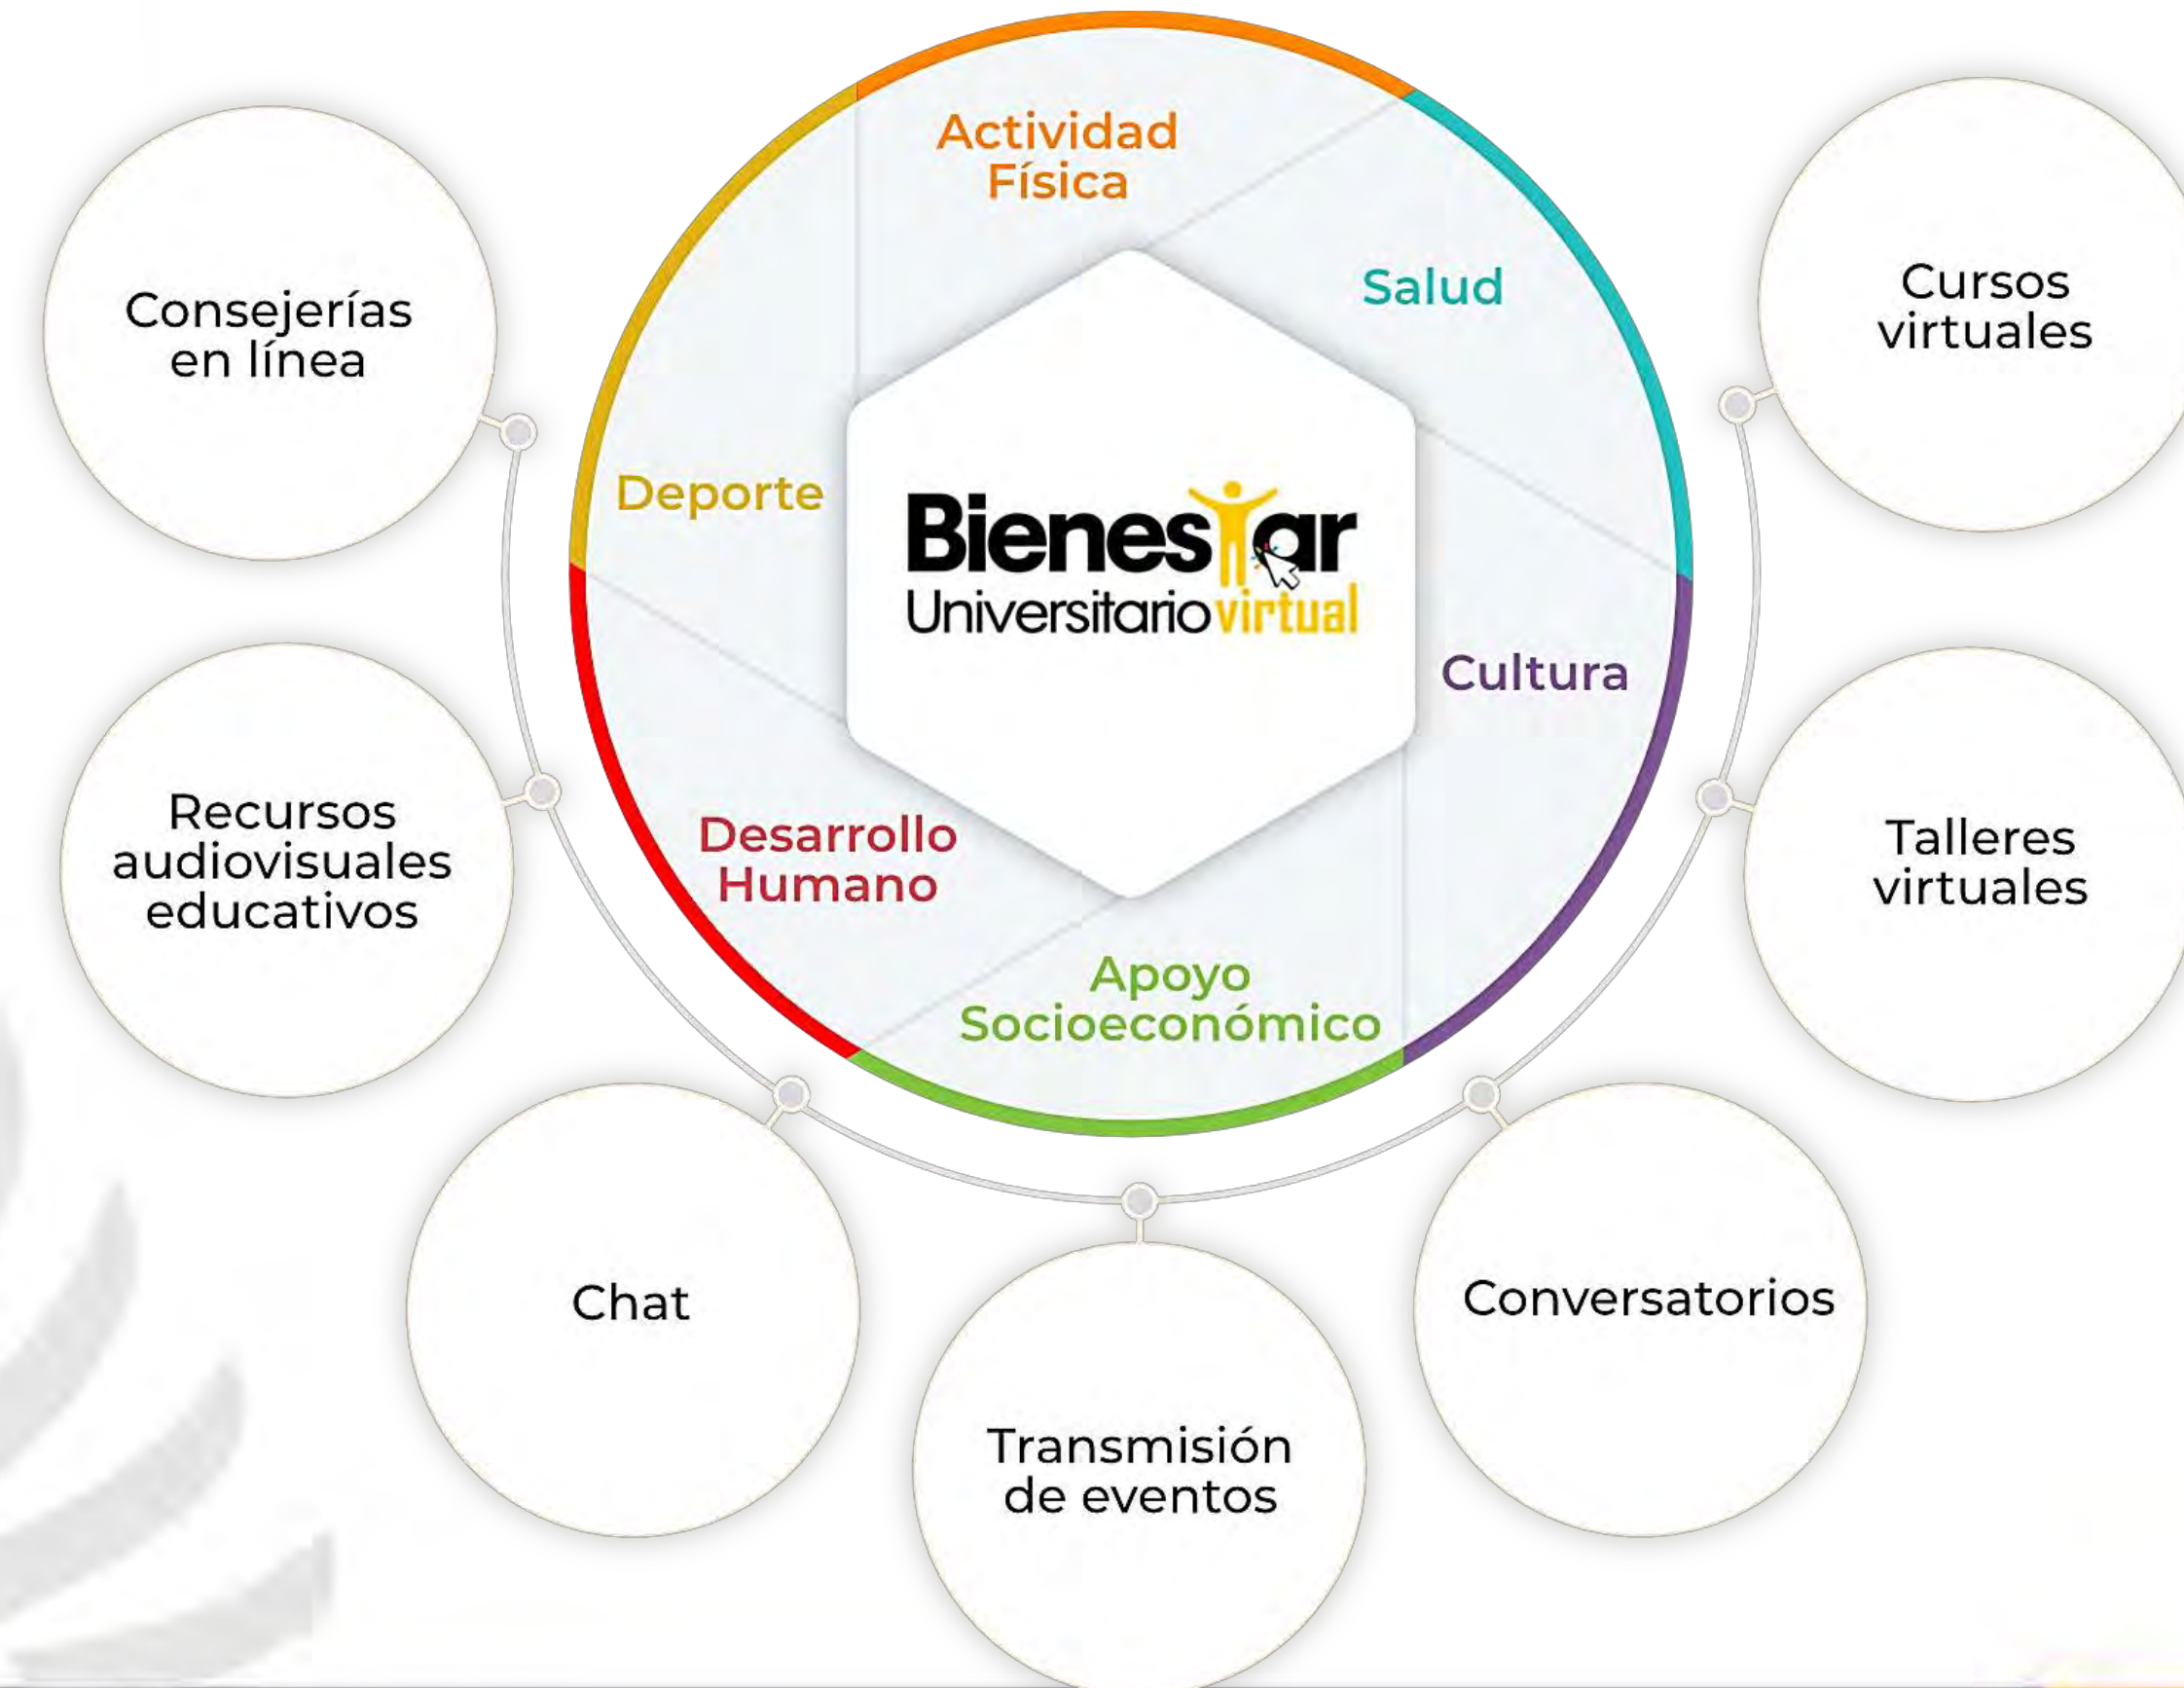 Actividad
Física
Salud
Deporte
Bienestar
Universitario virtual
Cultura
Desarrollo
Humano
Apoyo
Socioeconómico
Consejerías
en línea
Recursos
audiovisuales
educativos
Chat
Transmisión
de eventos
Conversatorios
Talleres
virtuales
Cursos
virtuales